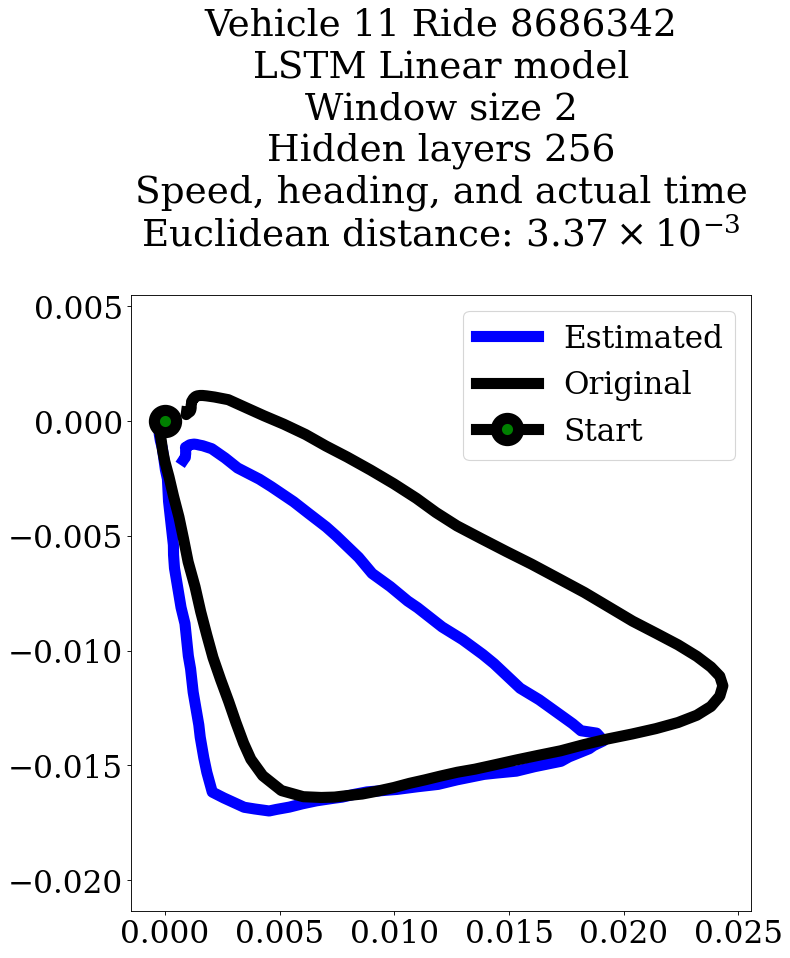 Vehicle 11 Ride 8686342
LSTM Linear model
Window size 2
Hidden layers 256
Speed, heading, and actual time
Euclidean distance: 3.37 × 10⁻³
Estimated
Original
Start
0.005
0.000
−0.005
−0.010
−0.015
−0.020
0.000 0.005 0.010 0.015 0.020 0.025